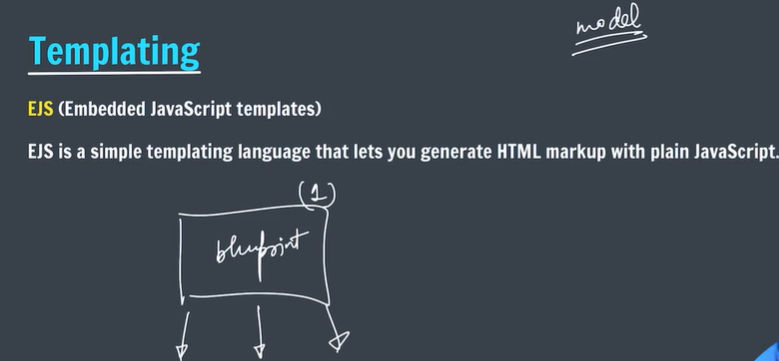 model
Templating
EJS (Embedded JavaScript templates)
EJS is a simple templating language that lets you generate HTML markup with plain JavaScript.
(1)
bluepoint